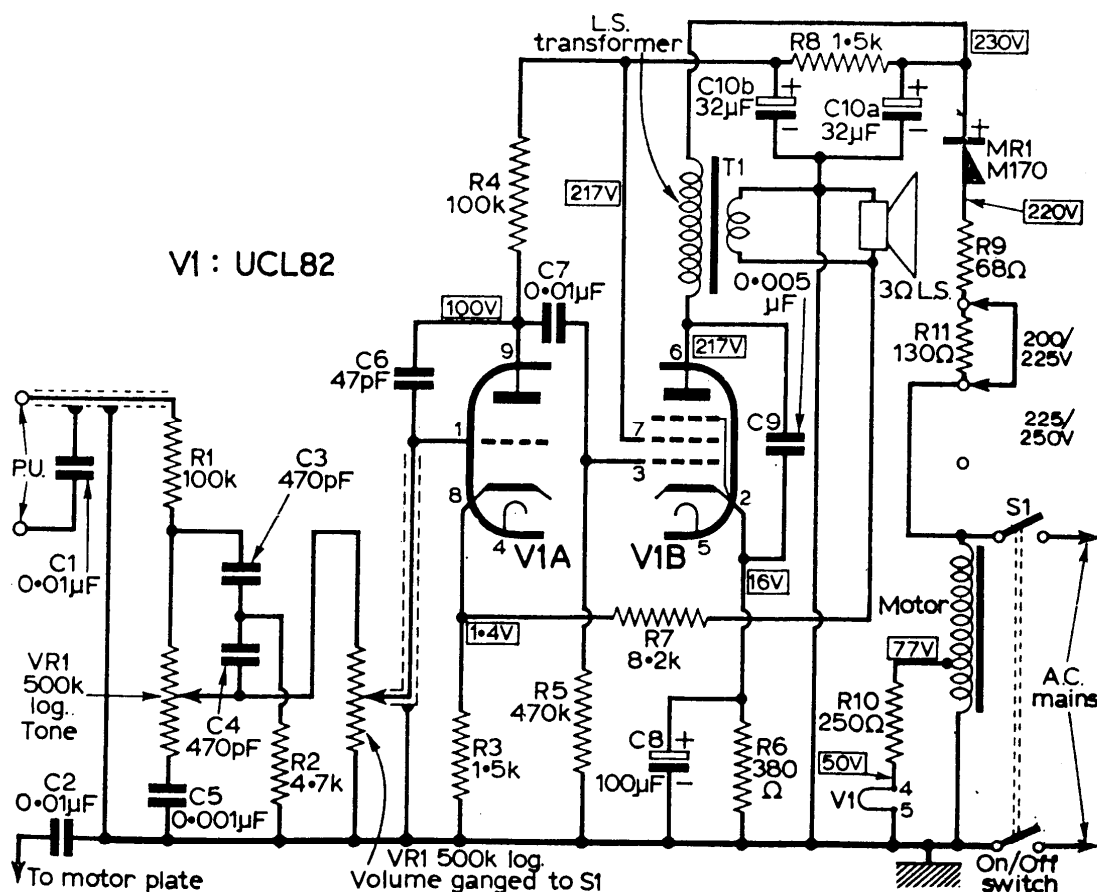 L.S.
transformer
R8 1·5k
230V
C10b
32µF
+
-
C10a
32µF
+
-
+
MR1
M170
220V
R4
100k
217V
T1
R9
68Ω
V1 : UCL82
C7
0·01µF
0·005
µF
3Ω L.S.
R11
130Ω
200/
225V
100V
C6
47pF
9
6
217V
225/
250V
C9
P.U.
R1
100k
C3
470pF
1
7
3
8
2
4
V1A
V1B
5
S1
C1
0·01µF
16V
Motor
1·4V
R7
8·2k
77V
A.C.
mains
VR1
500k
log.
Tone
C4
470pF
R5
470k
R10
250Ω
R2
4·7k
R3
1·5k
C8
100µF
+
-
R6
380
Ω
50V
V1
4
5
C2
0·01µF
C5
0·001µF
To motor plate
VR1 500k log.
Volume ganged to S1
On/Off
switch